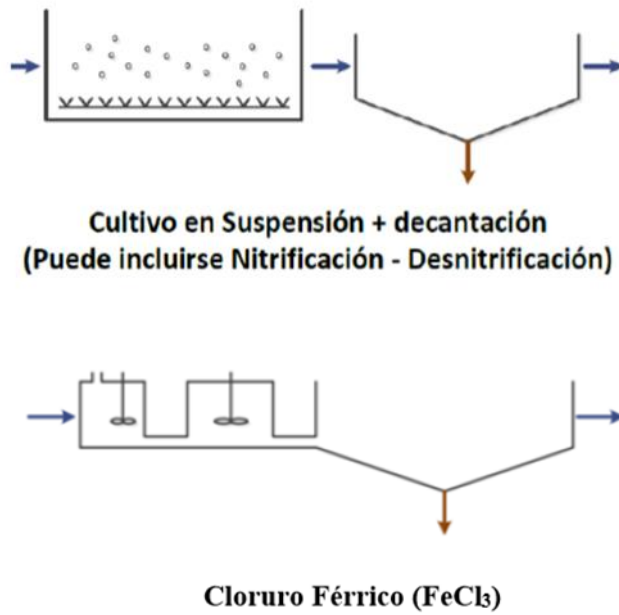 Cultivo en Suspensión + decantación
(Puede incluirse Nitrificación - Desnitrificación)
Cloruro Férrico (FeCl₃)